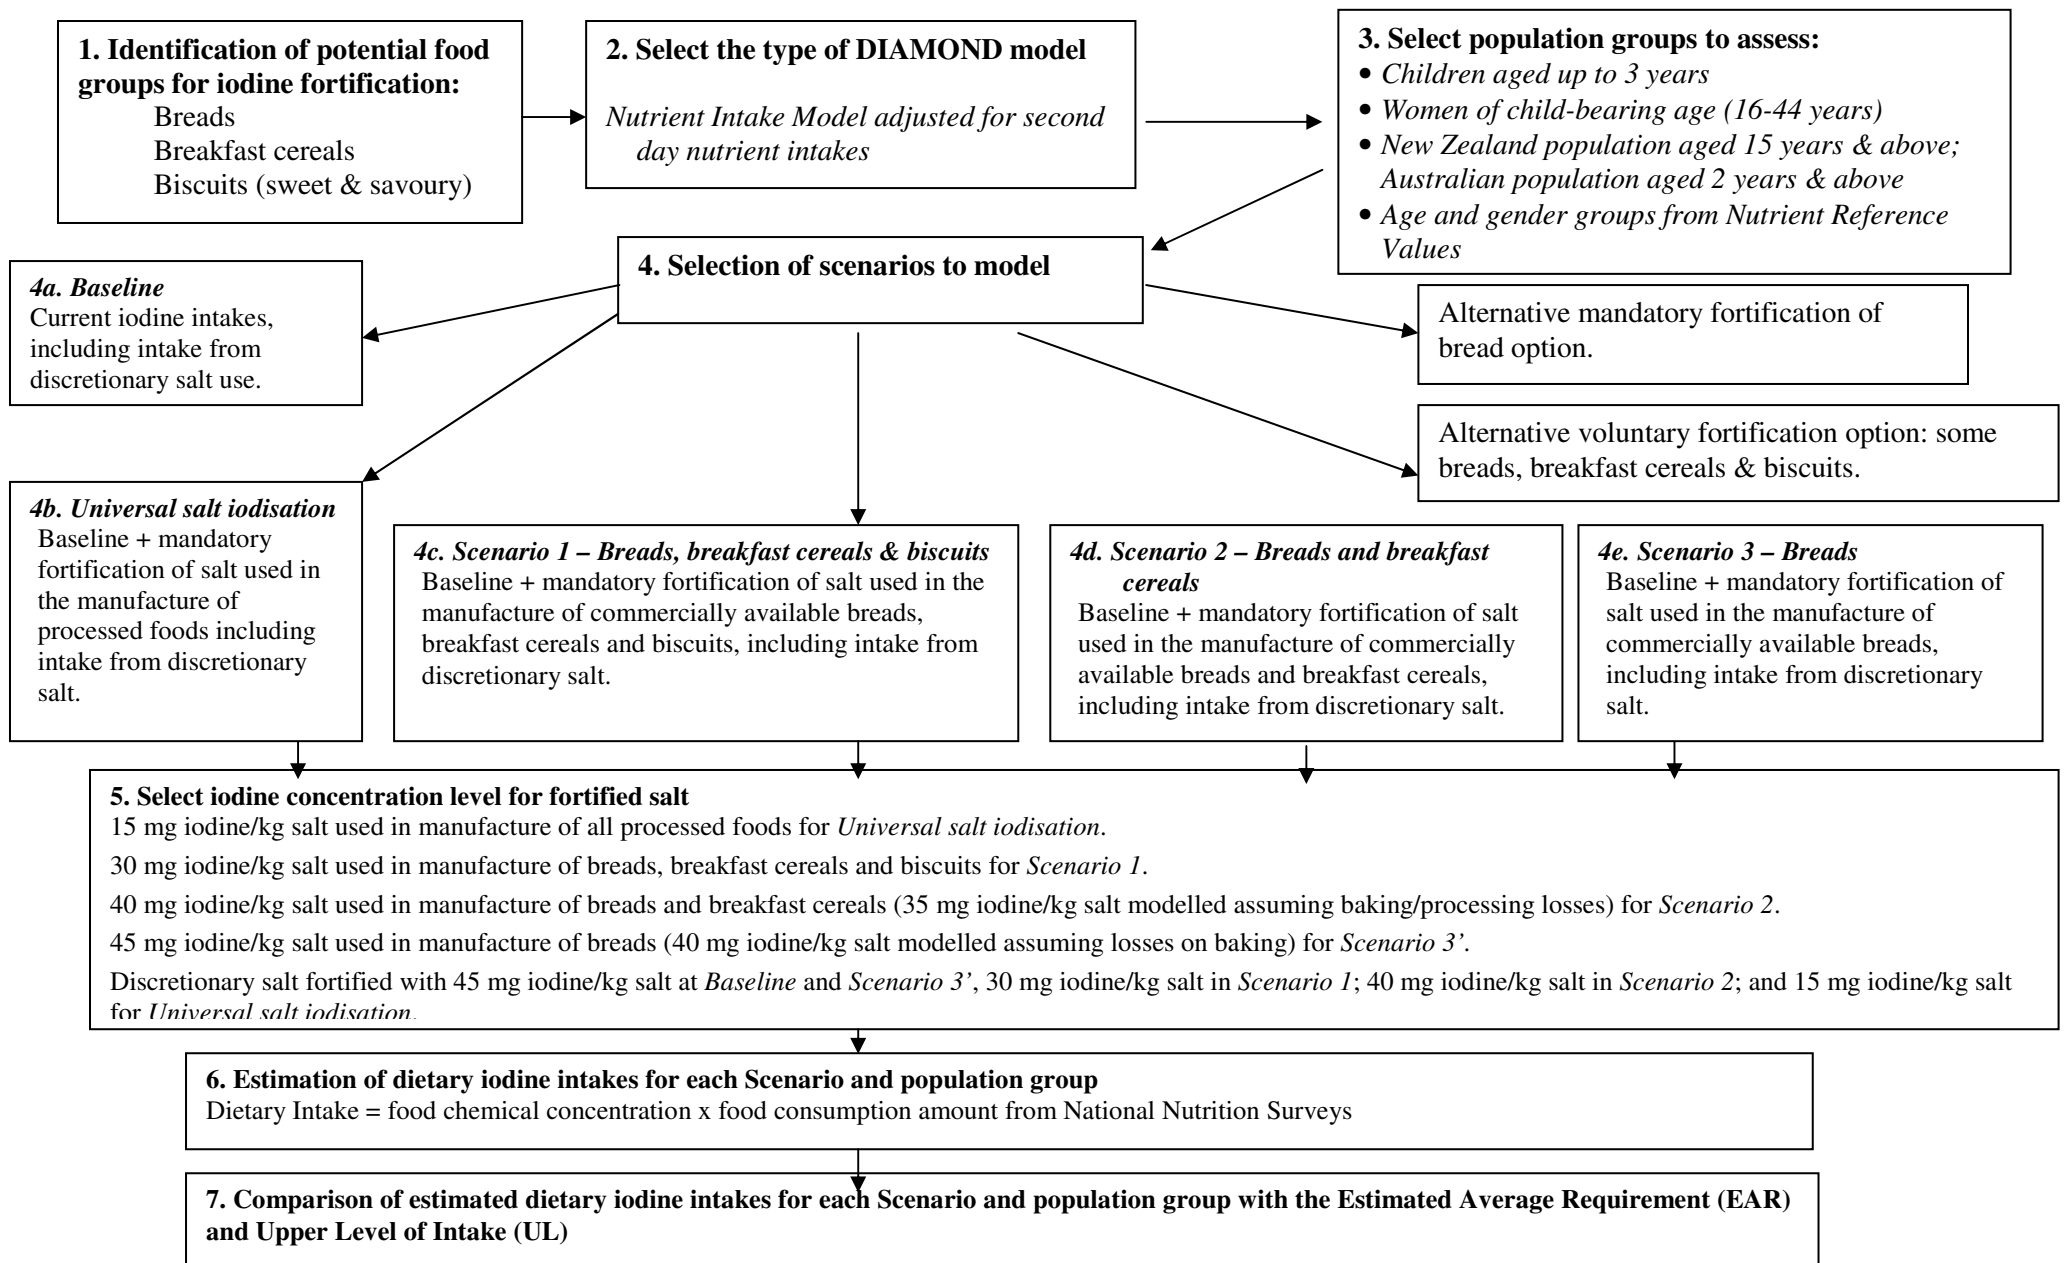 1. Identification of potential food
groups for iodine fortification:
Breads
Breakfast cereals
Biscuits (sweet & savoury)
2. Select the type of DIAMOND model
Nutrient Intake Model adjusted for second
day nutrient intakes
3. Select population groups to assess:
• Children aged up to 3 years
• Women of child-bearing age (16-44 years)
• New Zealand population aged 15 years & above;
Australian population aged 2 years & above
• Age and gender groups from Nutrient Reference
Values
4. Selection of scenarios to model
4a. Baseline
Current iodine intakes,
including intake from
discretionary salt use.
Alternative mandatory fortification of
bread option.
Alternative voluntary fortification option: some
breads, breakfast cereals & biscuits.
4b. Universal salt iodisation
Baseline + mandatory
fortification of salt used in
the manufacture of
processed foods including
intake from discretionary
salt.
4c. Scenario 1 – Breads, breakfast cereals & biscuits
Baseline + mandatory fortification of salt used in the
manufacture of commercially available breads,
breakfast cereals and biscuits, including intake from
discretionary salt.
4d. Scenario 2 – Breads and breakfast
cereals
Baseline + mandatory fortification of salt
used in the manufacture of commercially
available breads and breakfast cereals,
including intake from discretionary salt.
4e. Scenario 3 – Breads
Baseline + mandatory fortification of
salt used in the manufacture of
commercially available breads,
including intake from discretionary
salt.
5. Select iodine concentration level for fortified salt
15 mg iodine/kg salt used in manufacture of all processed foods for Universal salt iodisation.
30 mg iodine/kg salt used in manufacture of breads, breakfast cereals and biscuits for Scenario 1.
40 mg iodine/kg salt used in manufacture of breads and breakfast cereals (35 mg iodine/kg salt modelled assuming baking/processing losses) for Scenario 2.
45 mg iodine/kg salt used in manufacture of breads (40 mg iodine/kg salt modelled assuming losses on baking) for Scenario 3’.
Discretionary salt fortified with 45 mg iodine/kg salt at Baseline and Scenario 3’, 30 mg iodine/kg salt in Scenario 1; 40 mg iodine/kg salt in Scenario 2; and 15 mg iodine/kg salt
for Universal salt iodisation.
6. Estimation of dietary iodine intakes for each Scenario and population group
Dietary Intake = food chemical concentration x food consumption amount from National Nutrition Surveys
7. Comparison of estimated dietary iodine intakes for each Scenario and population group with the Estimated Average Requirement (EAR)
and Upper Level of Intake (UL)